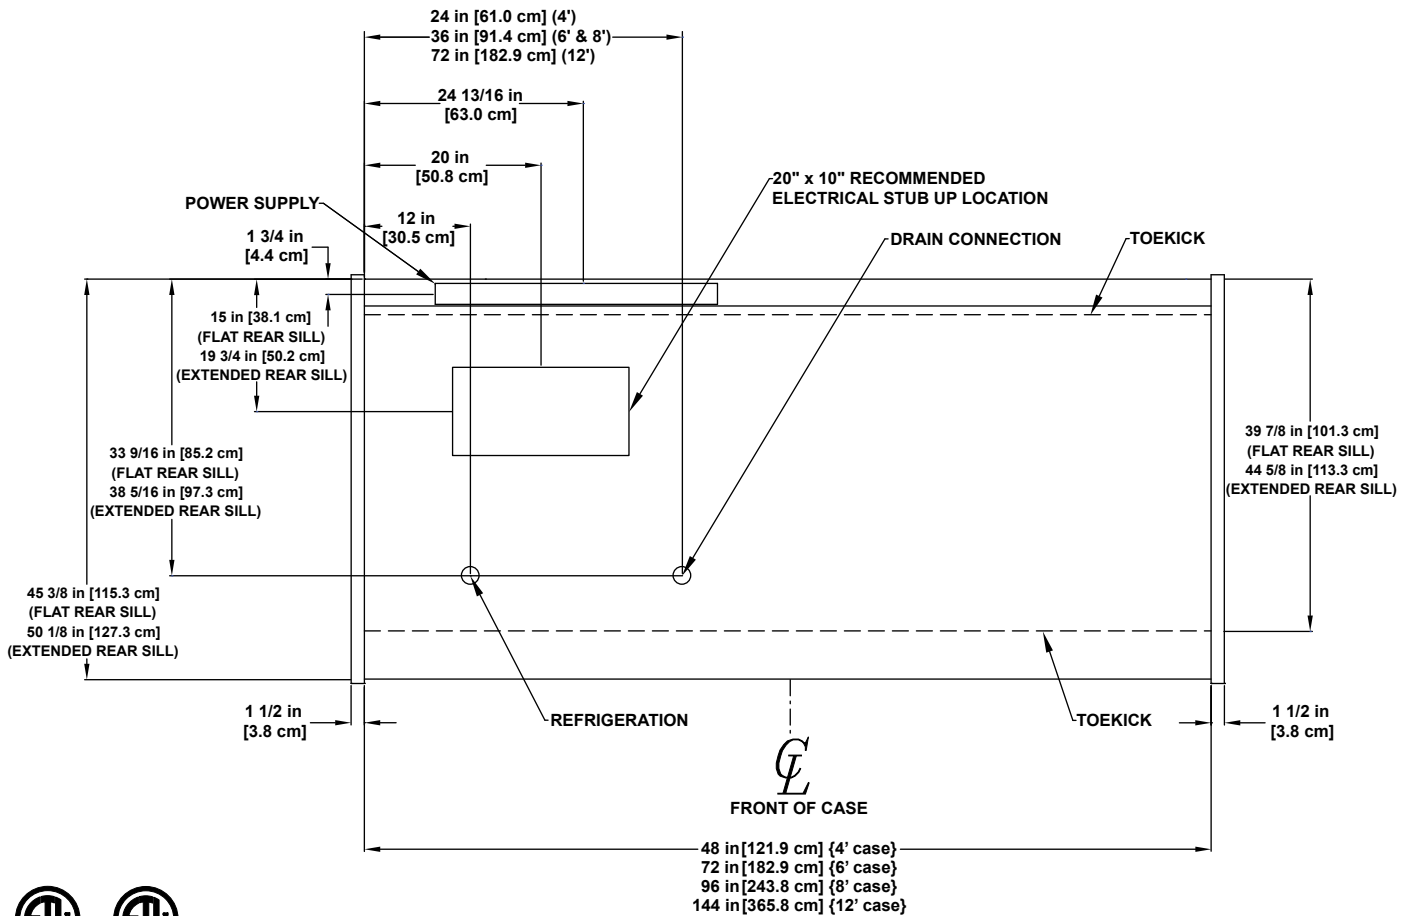 24 in [61.0 cm] (4')
36 in [91.4 cm] (6' & 8')
72 in [182.9 cm] (12')
24 13/16 in
[63.0 cm]
20 in
[50.8 cm]
20" x 10" RECOMMENDED
ELECTRICAL STUB UP LOCATION
POWER SUPPLY
12 in
[30.5 cm]
1 3/4 in
[4.4 cm]
DRAIN CONNECTION
TOEKICK
15 in [38.1 cm]
(FLAT REAR SILL)
19 3/4 in [50.2 cm]
(EXTENDED REAR SILL)
33 9/16 in [85.2 cm]
(FLAT REAR SILL)
38 5/16 in [97.3 cm]
(EXTENDED REAR SILL)
39 7/8 in [101.3 cm]
(FLAT REAR SILL)
44 5/8 in [113.3 cm]
(EXTENDED REAR SILL)
45 3/8 in [115.3 cm]
(FLAT REAR SILL)
50 1/8 in [127.3 cm]
(EXTENDED REAR SILL)
1 1/2 in
[3.8 cm]
REFRIGERATION
TOEKICK
1 1/2 in
[3.8 cm]
CL
FRONT OF CASE
48 in [121.9 cm] {4’ case}
72 in [182.9 cm] {6’ case}
96 in [243.8 cm] {8’ case}
144 in [365.8 cm] {12’ case}